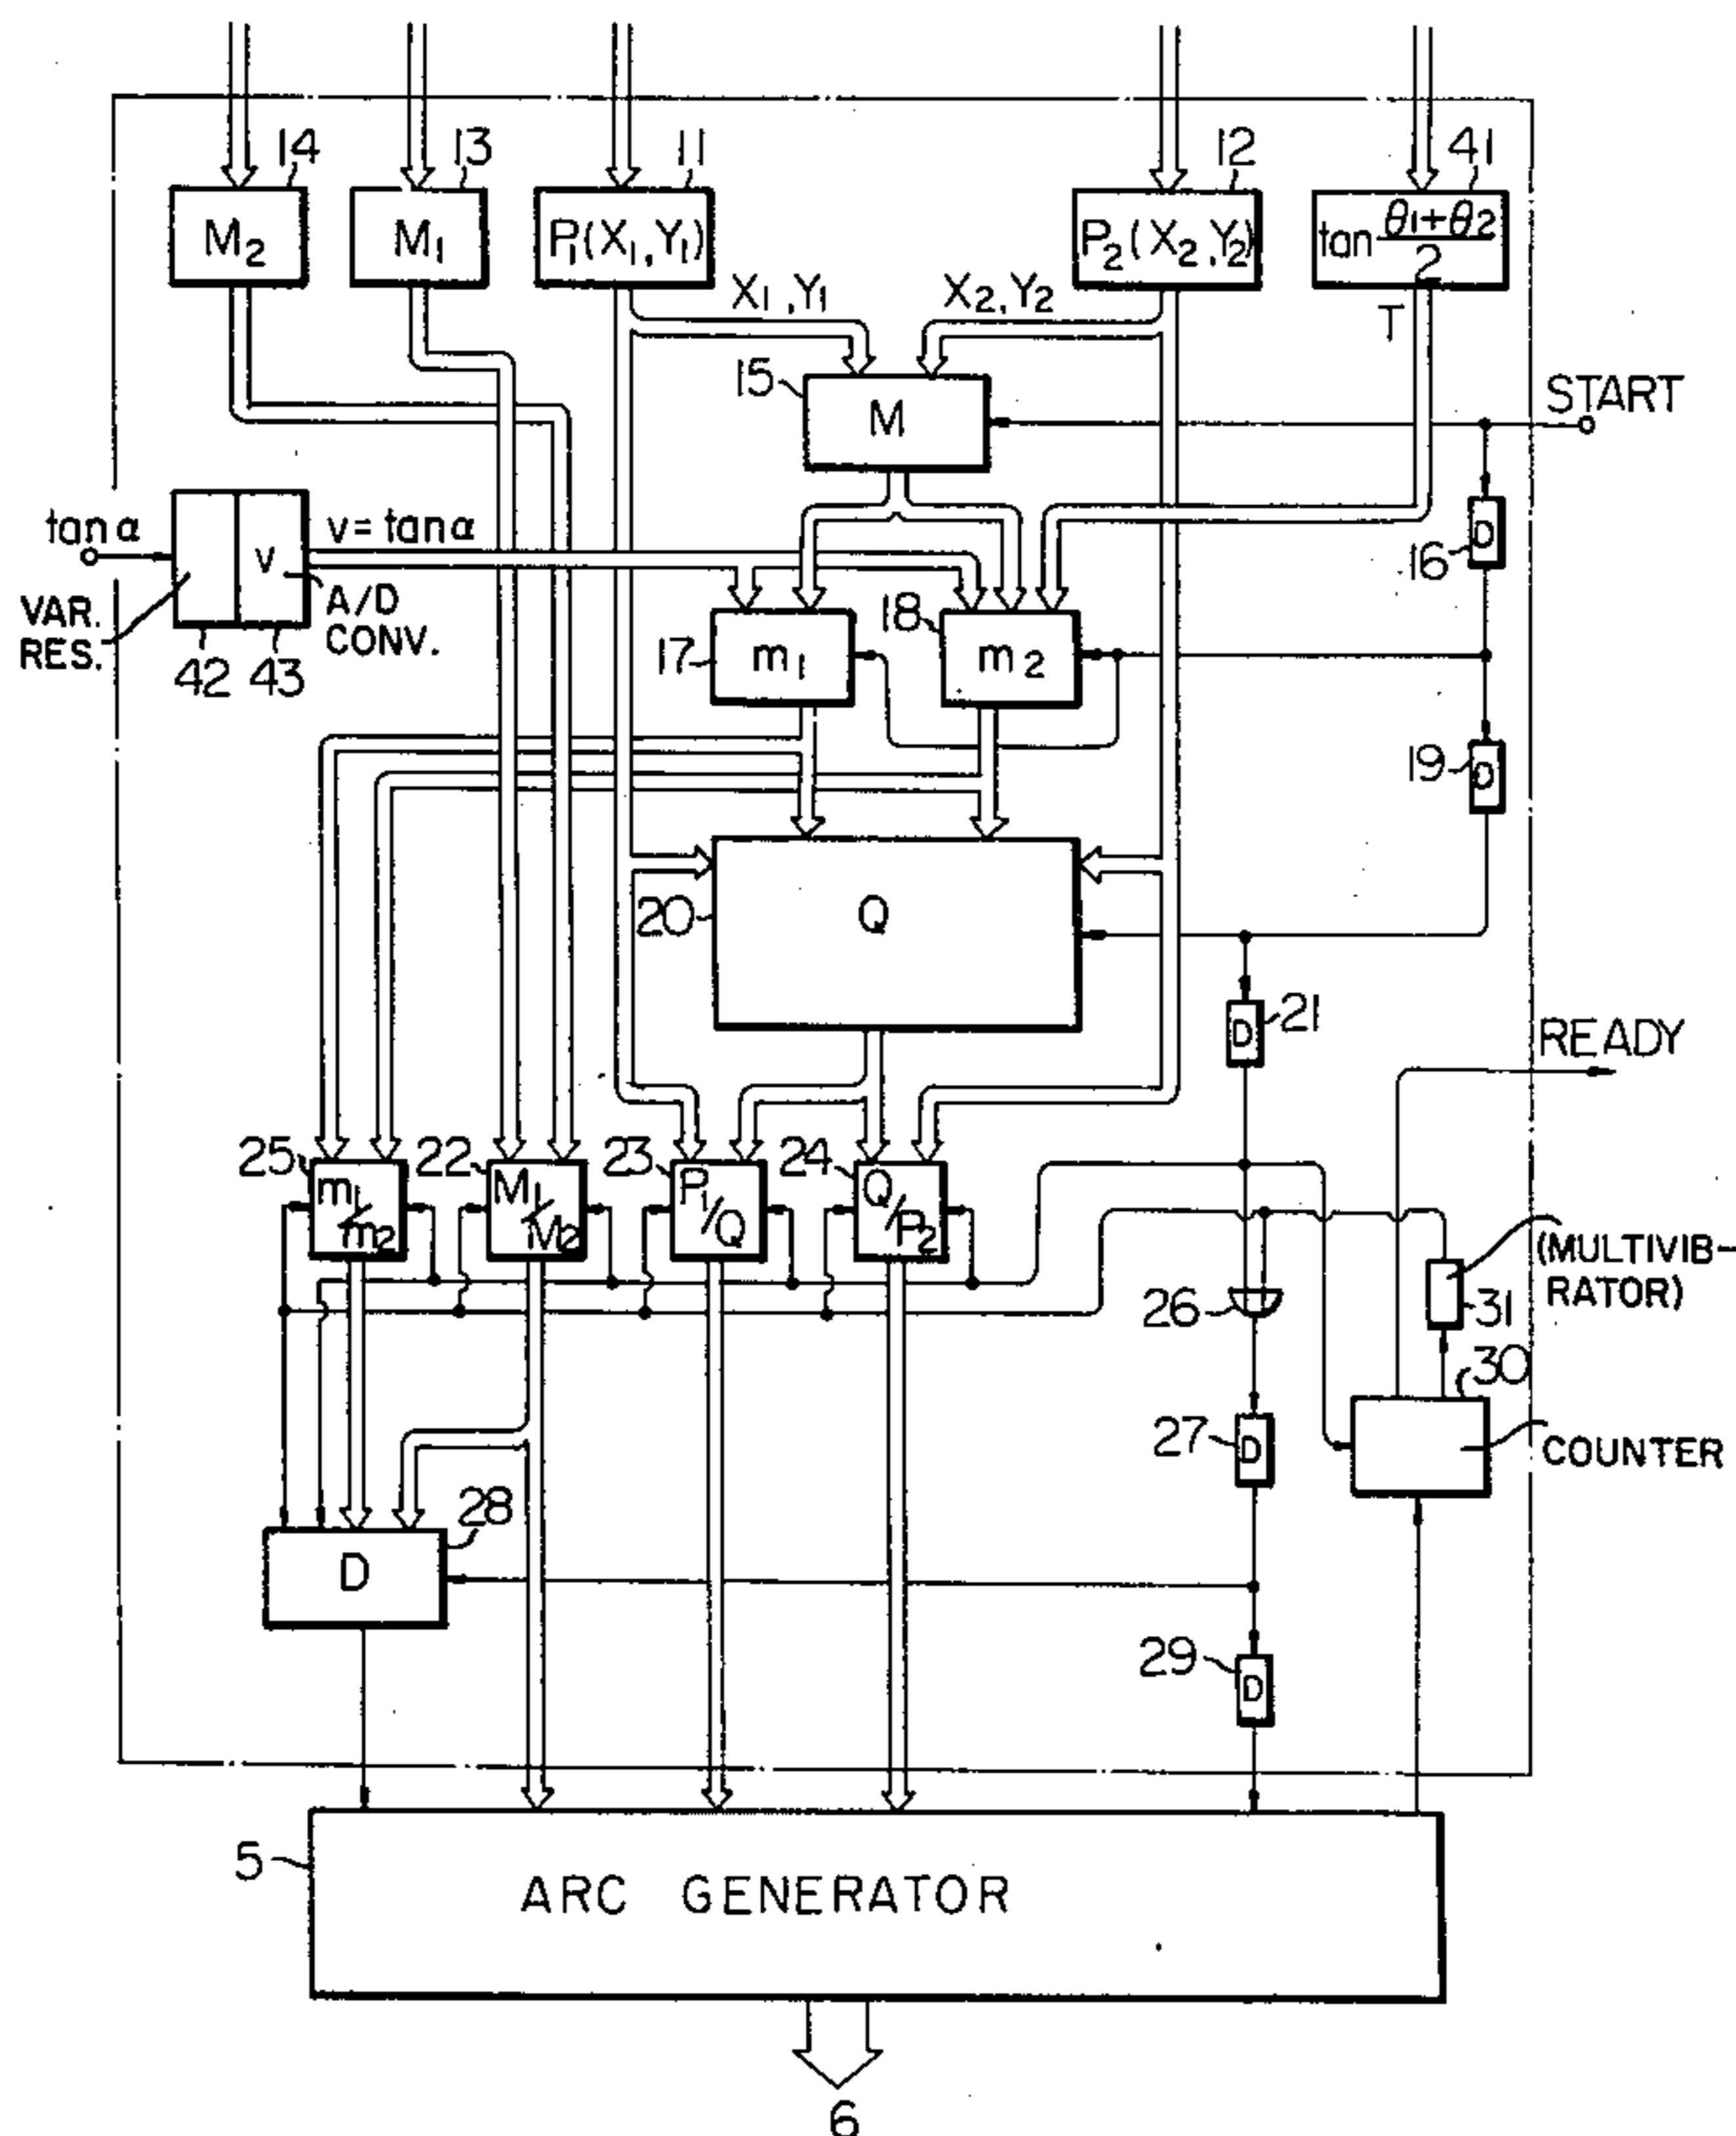 14 13 11 12 41
M2 M1 P1(X1,Y1) P2(X2,Y2) tan θ1+θ2/2
X1,Y1 X2,Y2 T
15 M START
tan α v v=tan α D 16
VAR. RES. A/D CONV.
42 43 17 m1 18 m2
19 D
20 Q
D 21 READY
25 m1/m2 22 M1/M2 23 P1/Q 24 Q/P2
(MULTIVIB-
RATOR)
26 31
30
27 D COUNTER
28
D
29 D
5 ARC GENERATOR
6